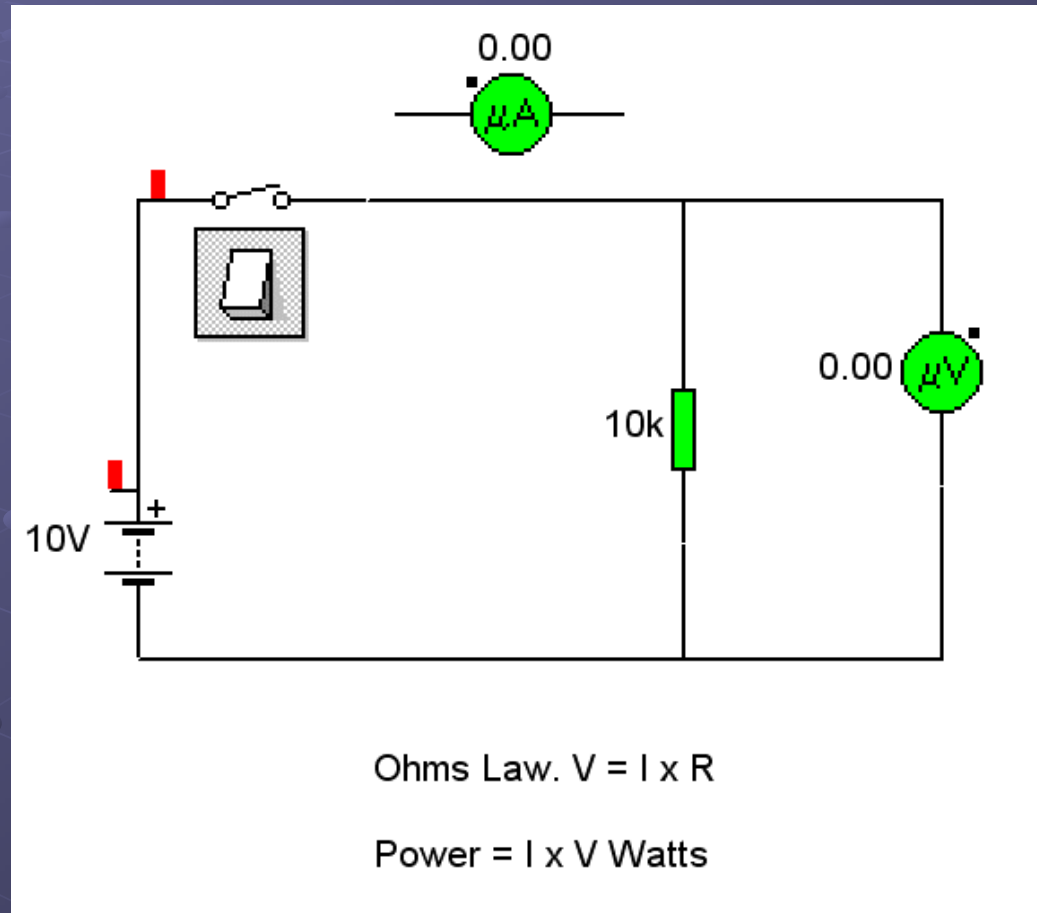 0.00
µA
0.00
µV
10k
+
10V
Ohms Law. V = I x R
Power = I x V Watts